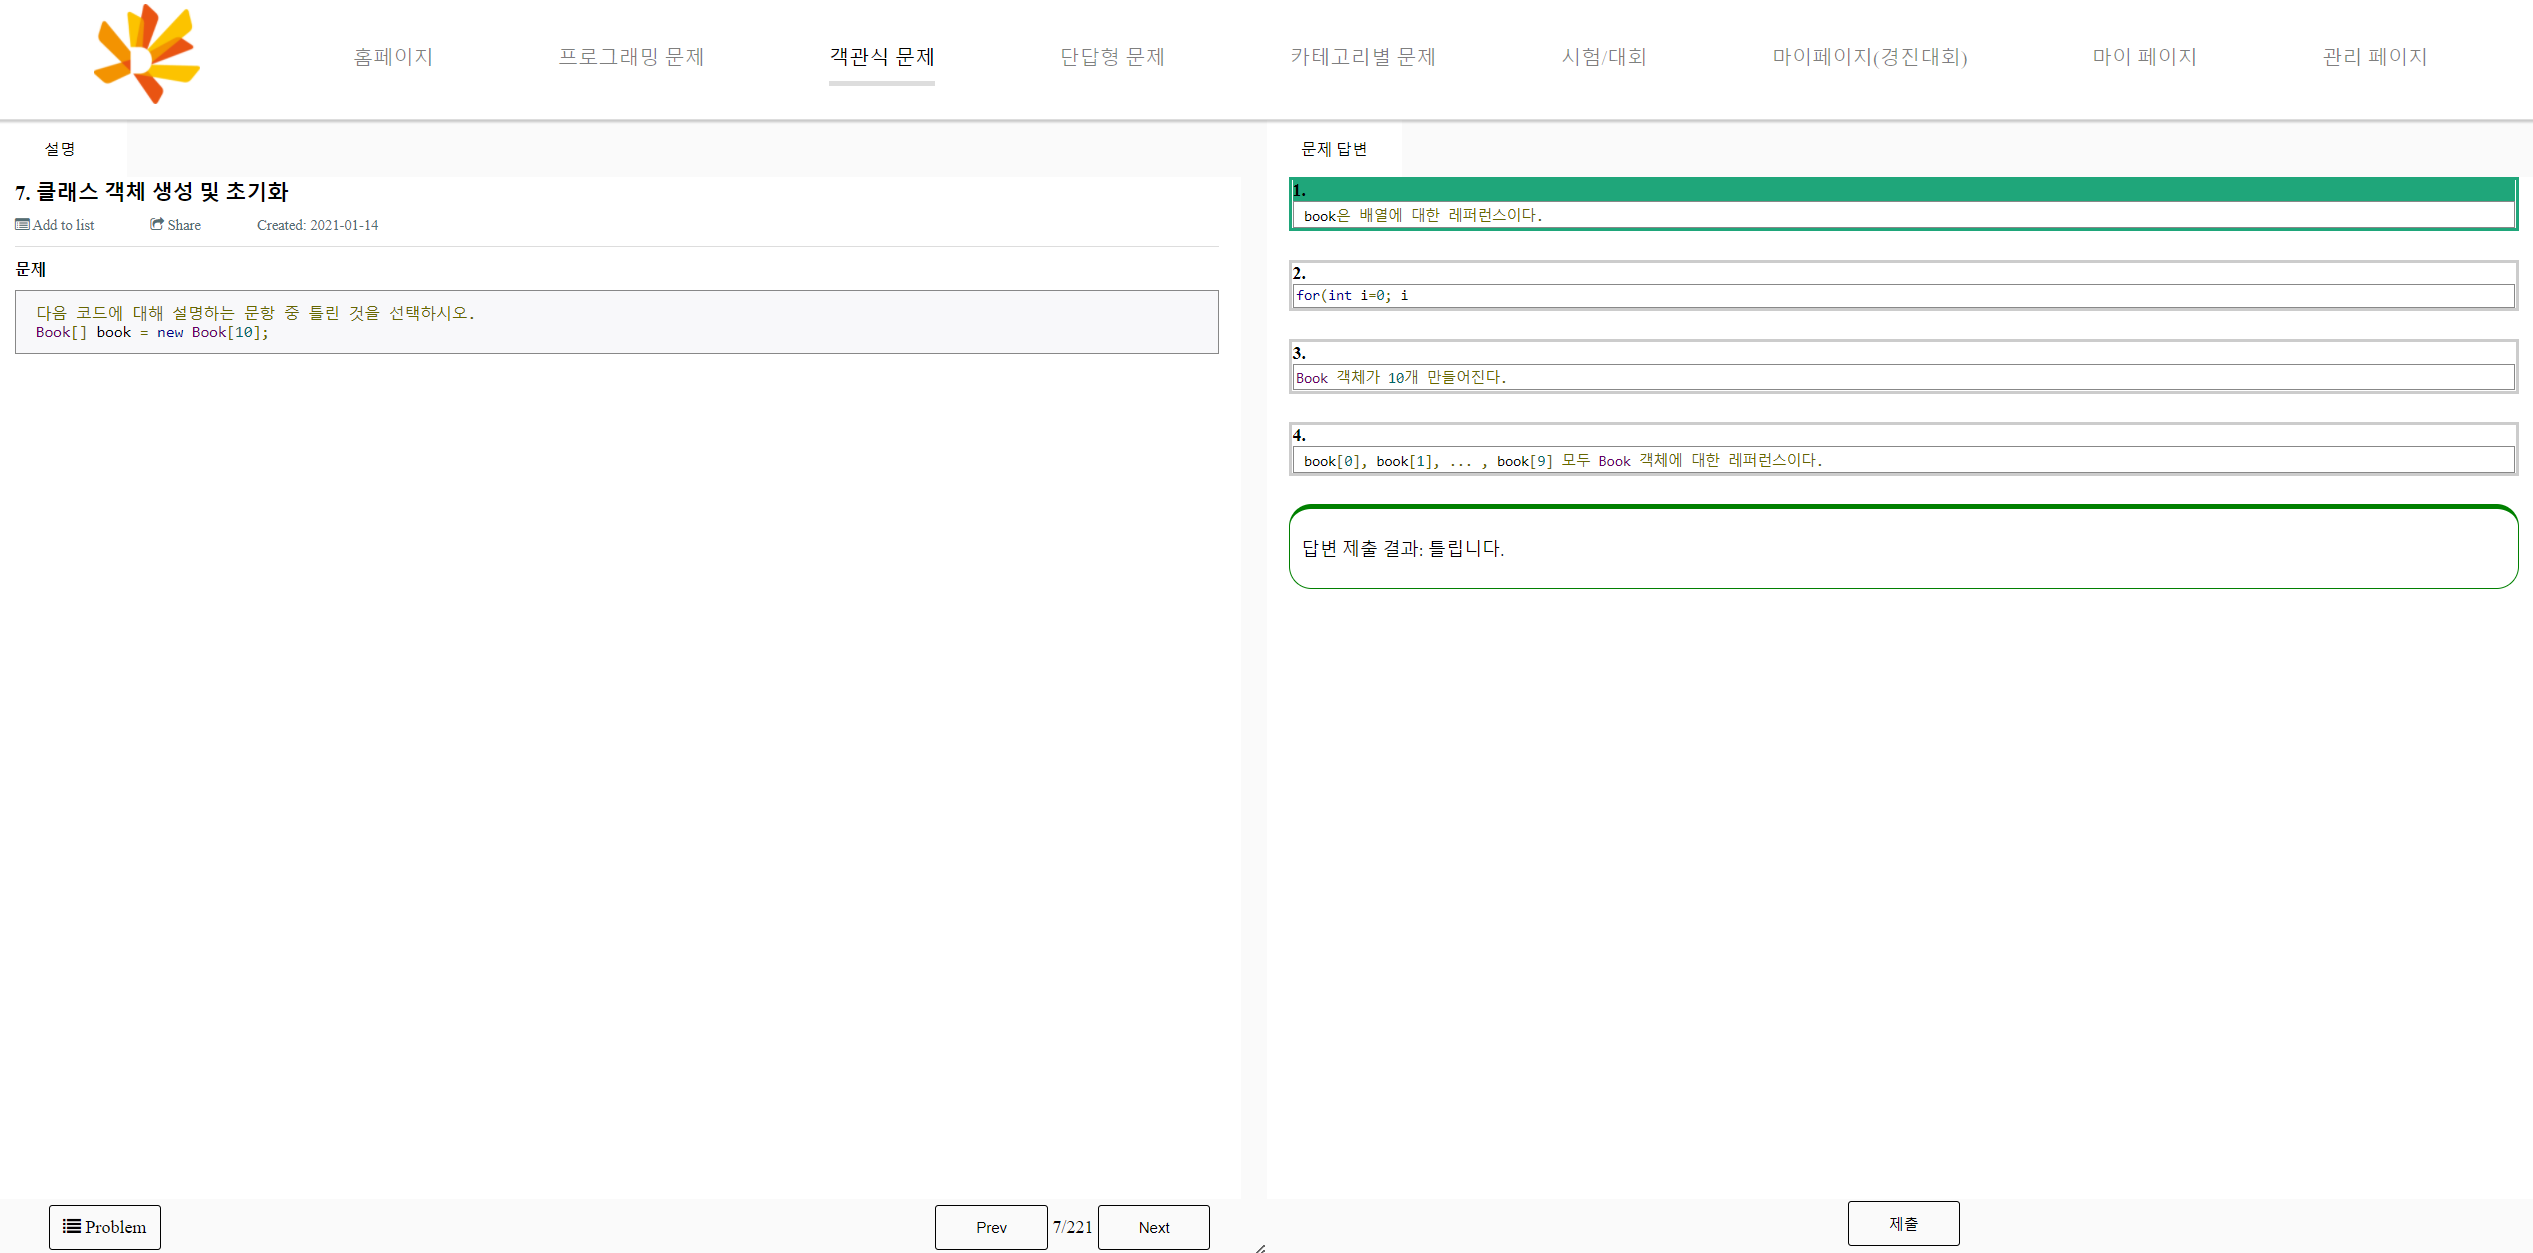 홈페이지 프로그래밍 문제 객관식 문제 단답형 문제 카테고리별 문제 시험/대회 마이페이지(경진대회) 마이 페이지 관리 페이지
설명
7. 클래스 객체 생성 및 초기화
Add to list Share Created: 2021-01-14
문제
다음 코드에 대해 설명하는 문항 중 틀린 것을 선택하시오.
Book[] book = new Book[10];
Problem
Prev 7/221 Next
문제 답변
1.
book은 배열에 대한 레퍼런스이다.
2.
for(int i=0; i
3.
Book 객체가 10개 만들어진다.
4.
book[0], book[1], ... , book[9] 모두 Book 객체에 대한 레퍼런스이다.
답변 제출 결과: 틀립니다.
제출